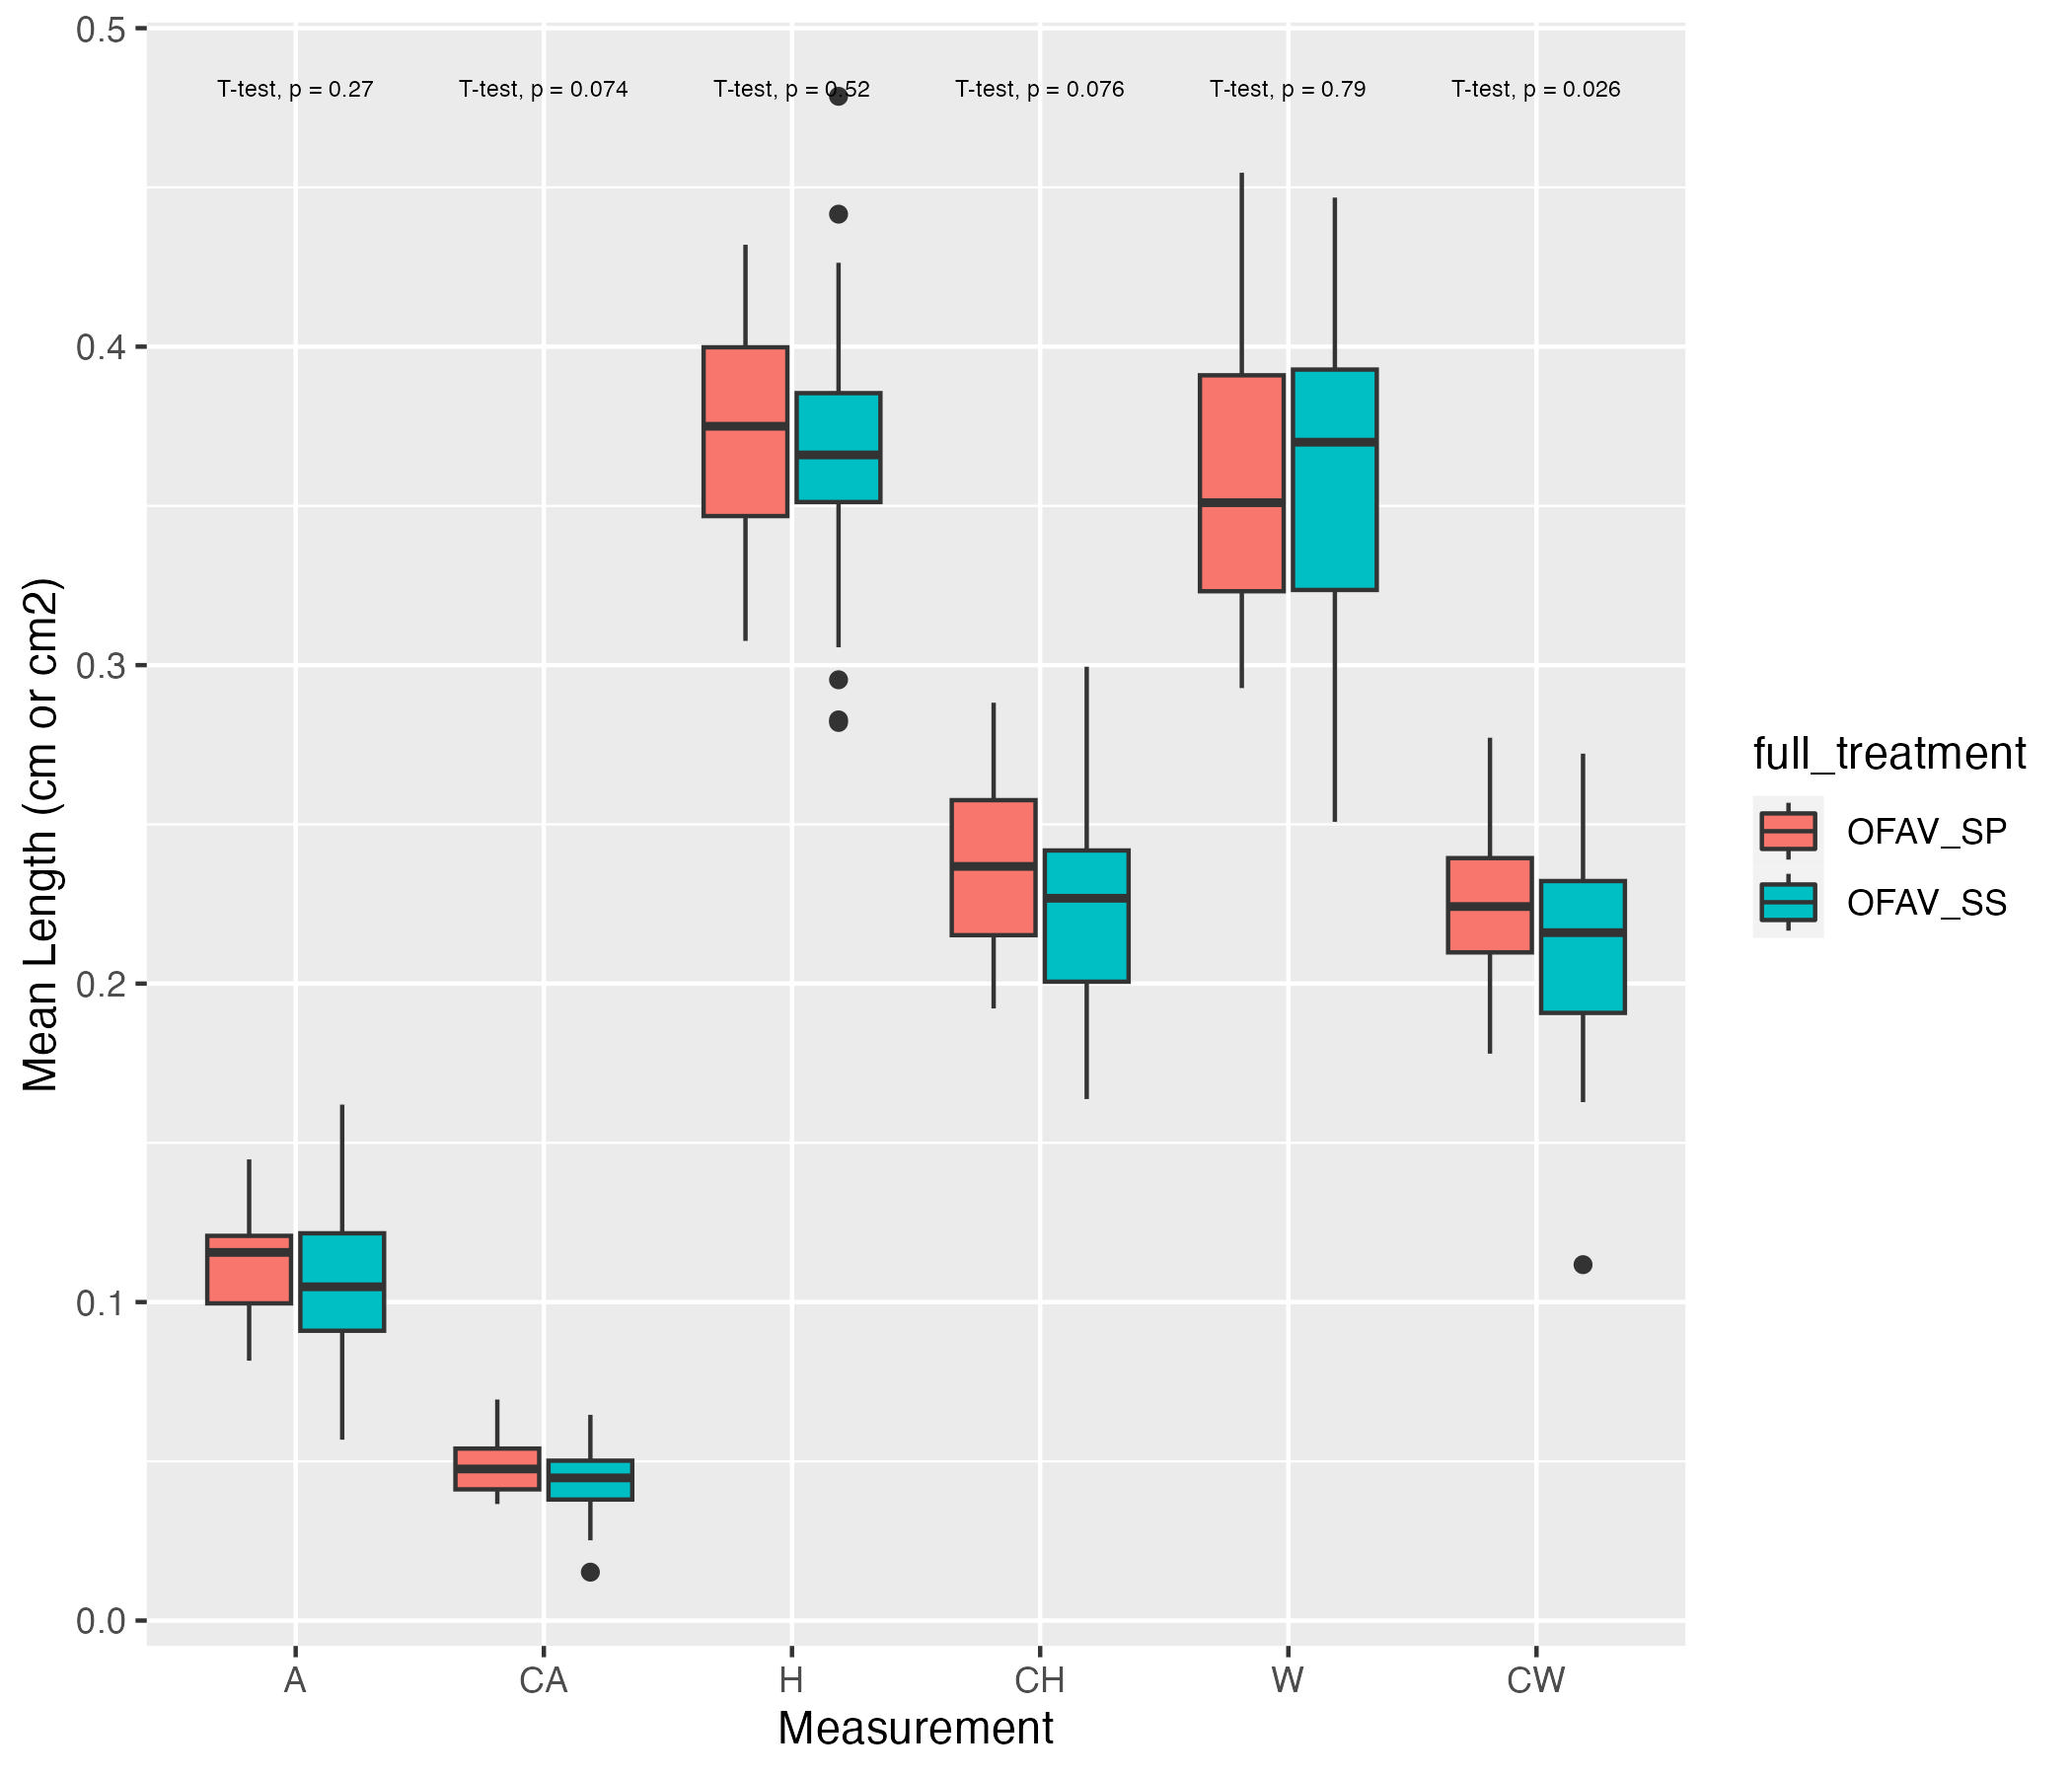 0.5
T-test, p = 0.27
T-test, p = 0.074
T-test, p = 0.52
T-test, p = 0.076
T-test, p = 0.79
T-test, p = 0.026
0.4
0.3
0.2
0.1
0.0
Mean Length (cm or cm2)
A
CA
H
CH
W
CW
Measurement
full_treatment
OFAV_SP
OFAV_SS